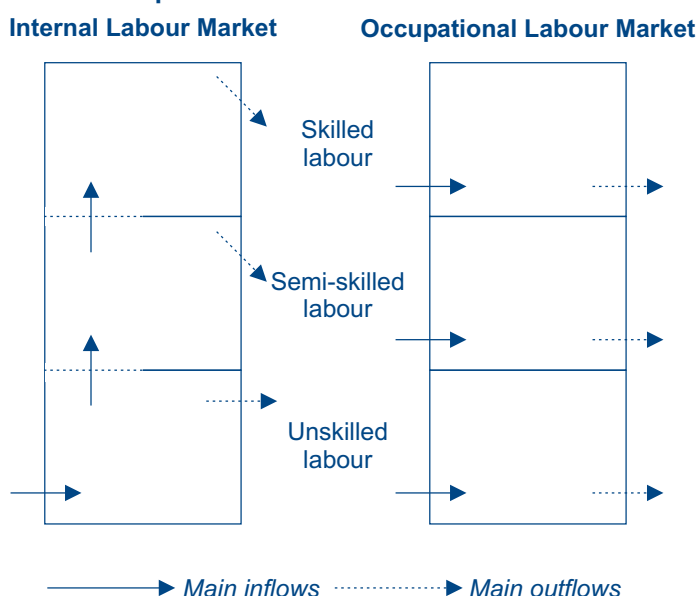 Internal Labour Market
Occupational Labour Market
Skilled
labour
Semi-skilled
labour
Unskilled
labour
Main inflows
Main outflows